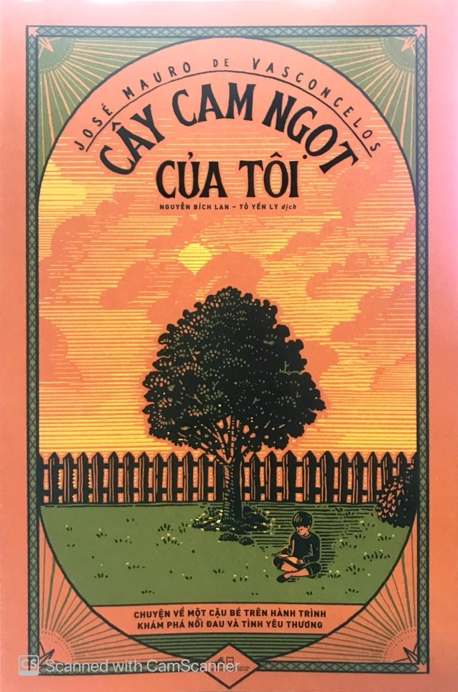 JOSÉ MAURO DE VASCONCELOS
CÂY CAM NGỌT
CỦA TÔI
NGUYỄN BÍCH LAN - TÔ YẾN LY dịch
CHUYỆN VỀ MỘT CẬU BÉ TRÊN HÀNH TRÌNH
KHÁM PHÁ NỖI ĐAU VÀ TÌNH YÊU THƯƠNG
CS Scanned with CamScanner